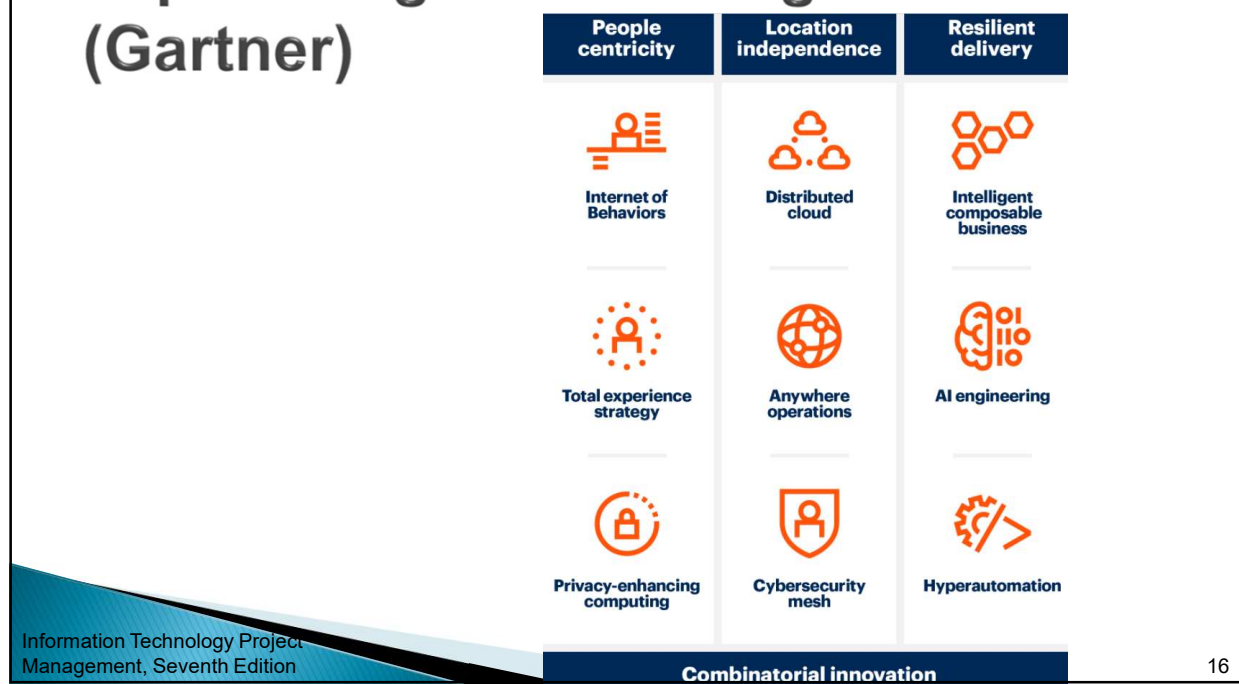 (Gartner)
People
centricity
Location
independence
Resilient
delivery
Internet of
Behaviors
Distributed
cloud
Intelligent
composable
business
Total experience
strategy
Anywhere
operations
AI engineering
Privacy-enhancing
computing
Cybersecurity
mesh
Hyperautomation
Combinatorial innovation
Information Technology Project
Management, Seventh Edition
16